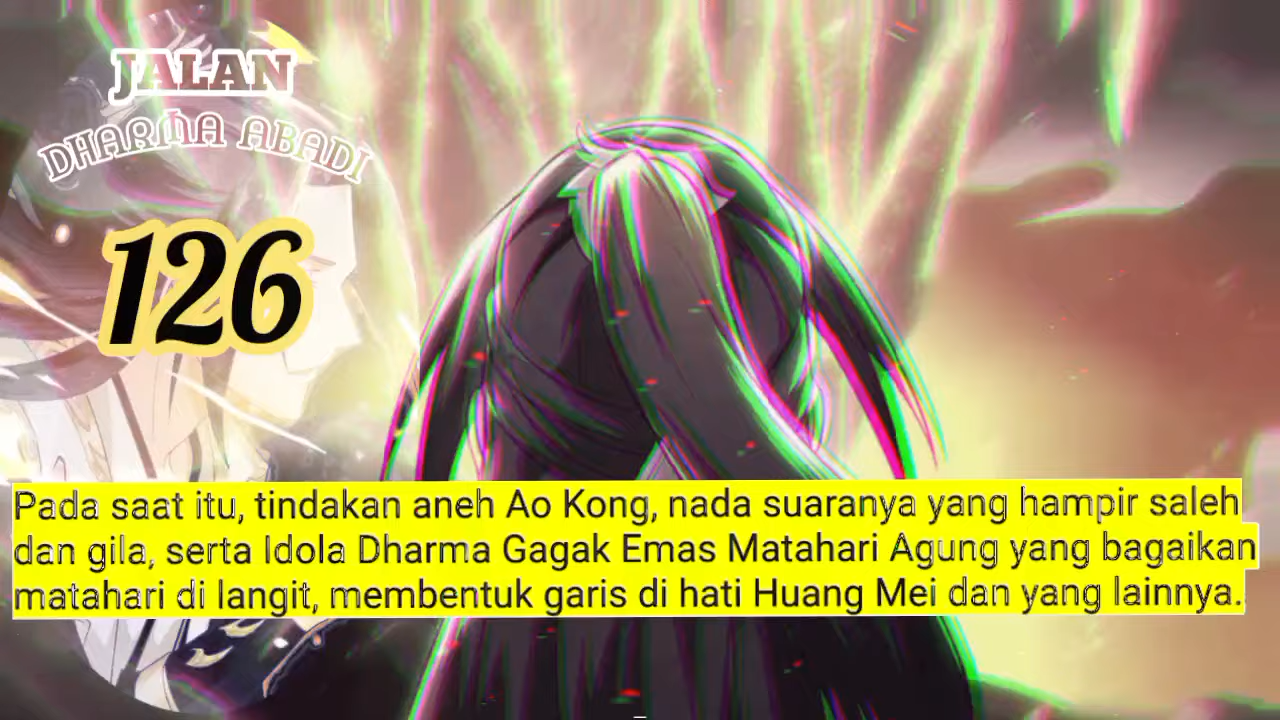 JALAN
DHARMA ABADI
126
Pada saat itu, tindakan aneh Ao Kong, nada suaranya yang hampir saleh
dan gila, serta Idola Dharma Gagak Emas Matahari Agung yang bagaikan
matahari di langit, membentuk garis di hati Huang Mei dan yang lainnya.